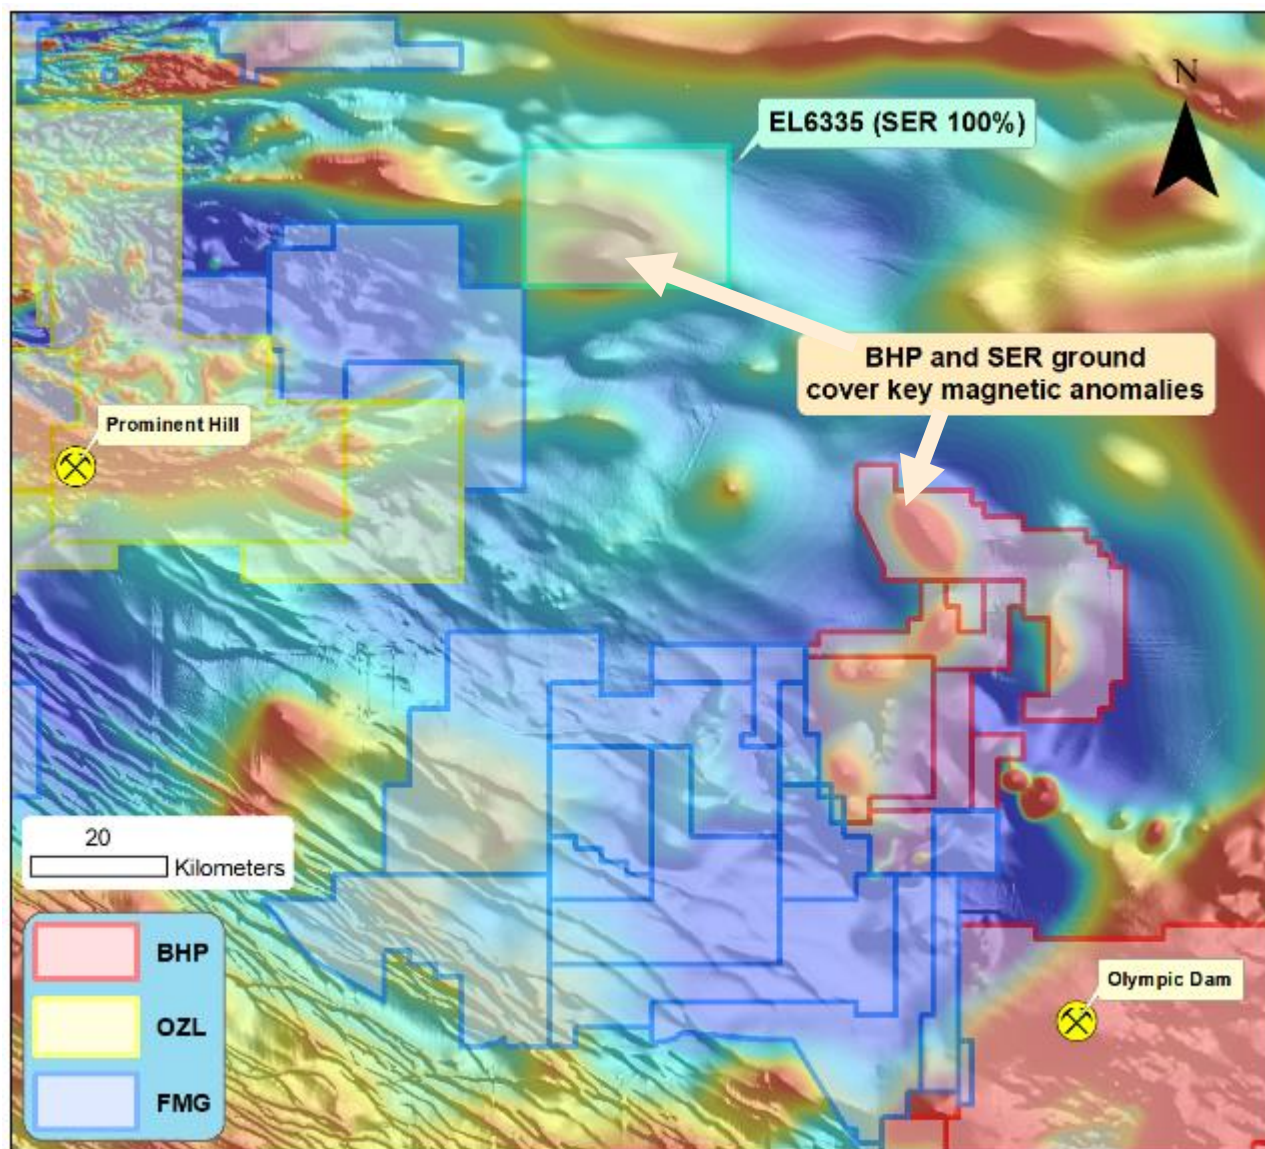 N
EL6335 (SER 100%)
BHP and SER ground
cover key magnetic anomalies
Prominent Hill
20
Kilometers
BHP
OZL
FMG
Olympic Dam